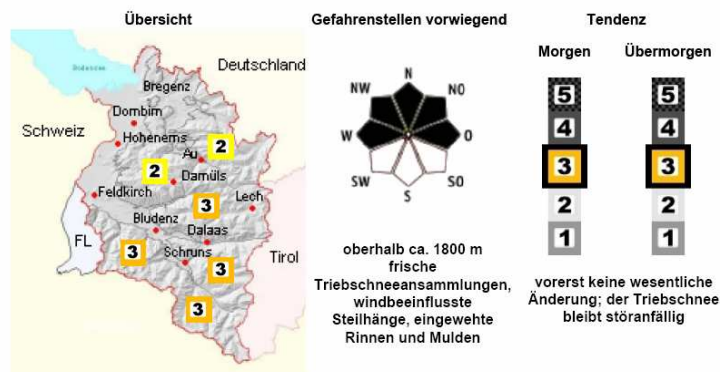 Übersicht
Bodensee
Deutschland
Bregenz
Dornbirn
Schweiz
Hohenems
2
Au
2
Damüls
Feldkirch
3
Lech
Bludenz
Dalaas
FL
3
Schruns
3
Tirol
3
Gefahrenstellen vorwiegend
N
NW
NO
W
O
SW
SO
S
oberhalb ca. 1800 m
frische
Triebschneeansammlungen,
windbeeinflusste
Steilhänge, eingewehte
Rinnen und Mulden
Tendenz
Morgen
Übermorgen
5
5
4
4
3
3
2
2
1
1
vorerst keine wesentliche
Änderung; der Triebschnee
bleibt störanfällig